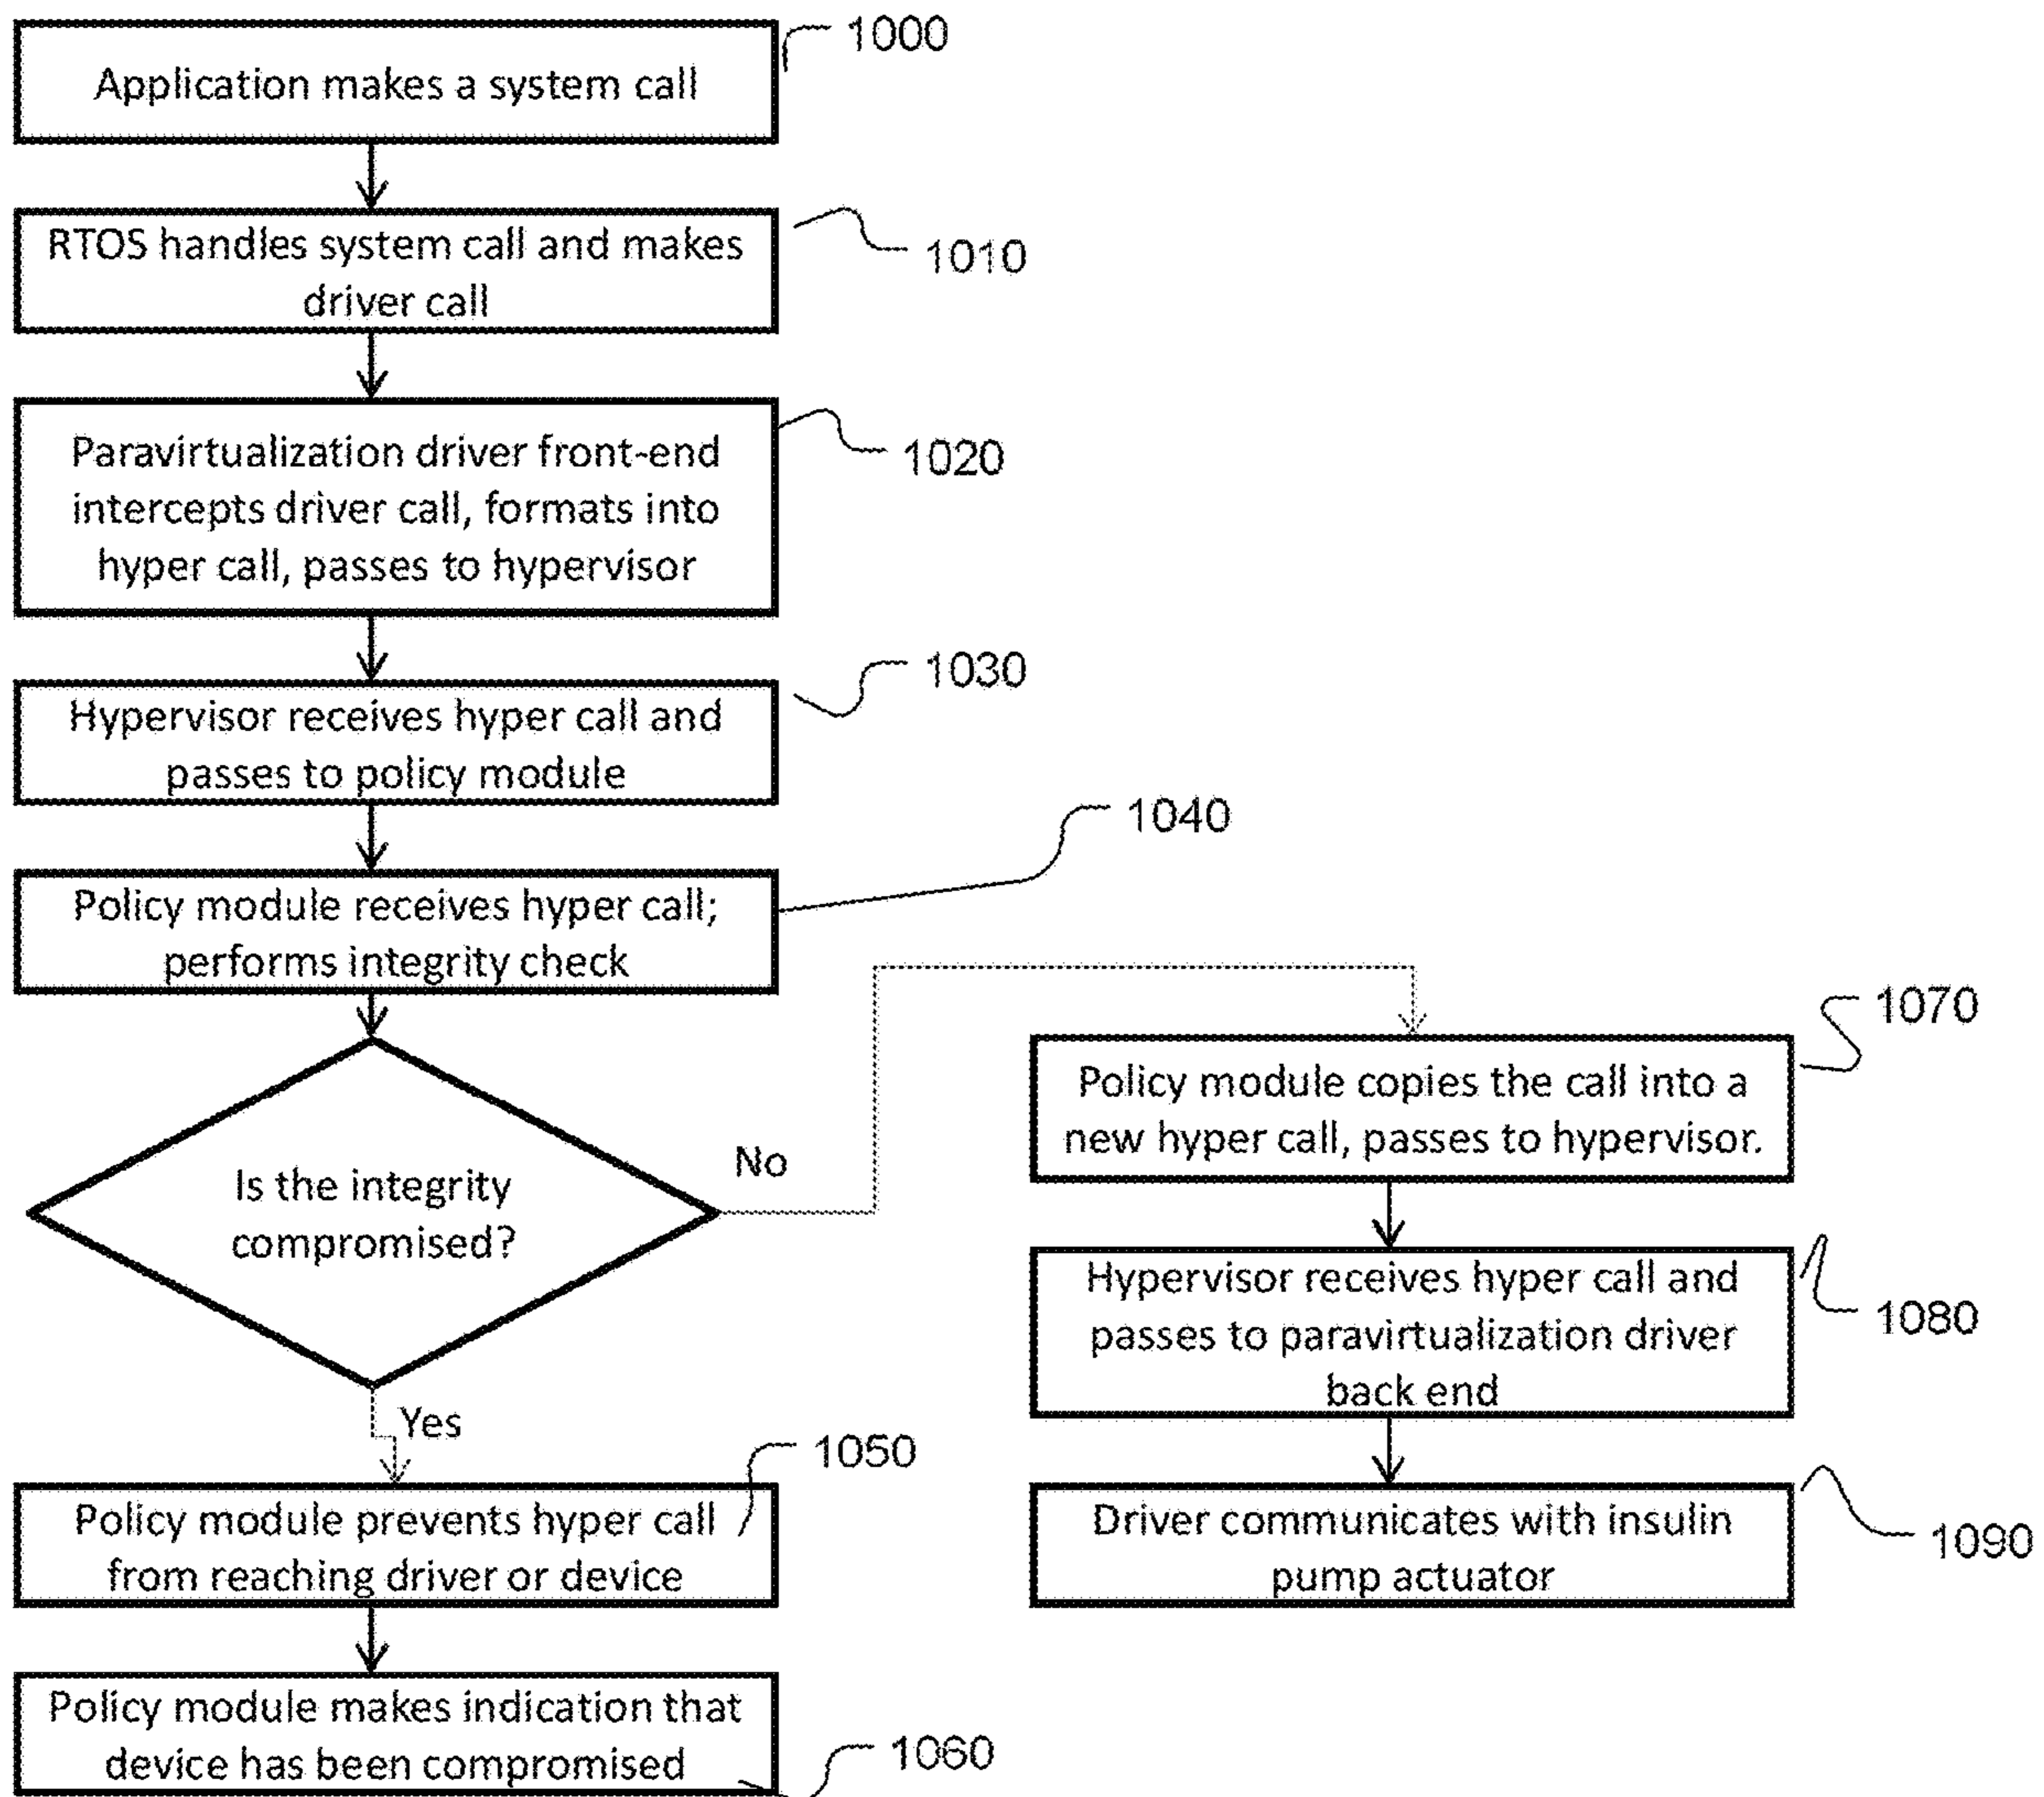 Application makes a system call
1000
RTOS handles system call and makes
driver call
1010
Paravirtualization driver front-end
intercepts driver call, formats into
hyper call, passes to hypervisor
1020
Hypervisor receives hyper call and
passes to policy module
1030
Policy module receives hyper call;
performs integrity check
1040
Is the integrity
compromised?
No
Yes
Policy module prevents hyper call
from reaching driver or device
1050
Policy module makes indication that
device has been compromised
1060
Policy module copies the call into a
new hyper call, passes to hypervisor.
1070
Hypervisor receives hyper call and
passes to paravirtualization driver
back end
1080
Driver communicates with insulin
pump actuator
1090